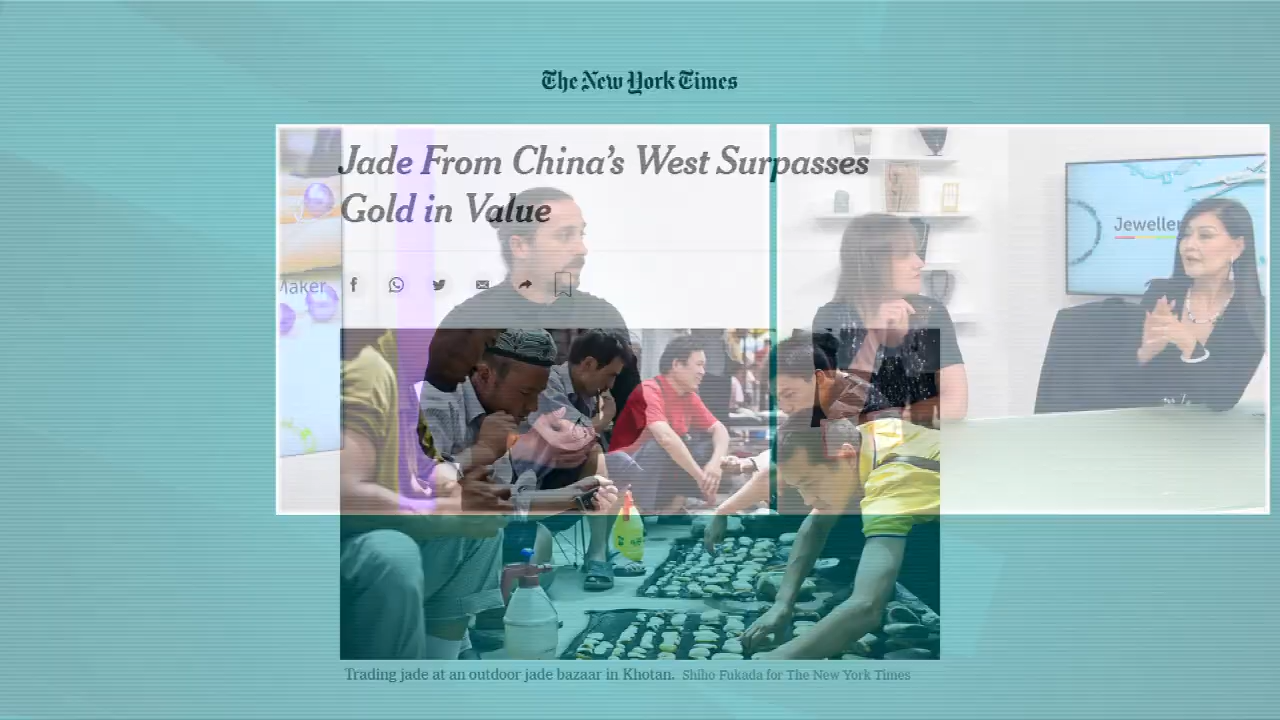 The New York Times
Jade From China's West Surpasses
Gold in Value
Maker
Jeweller
Trading jade at an outdoor jade bazaar in Khotan. Shiho Fukada for The New York Times